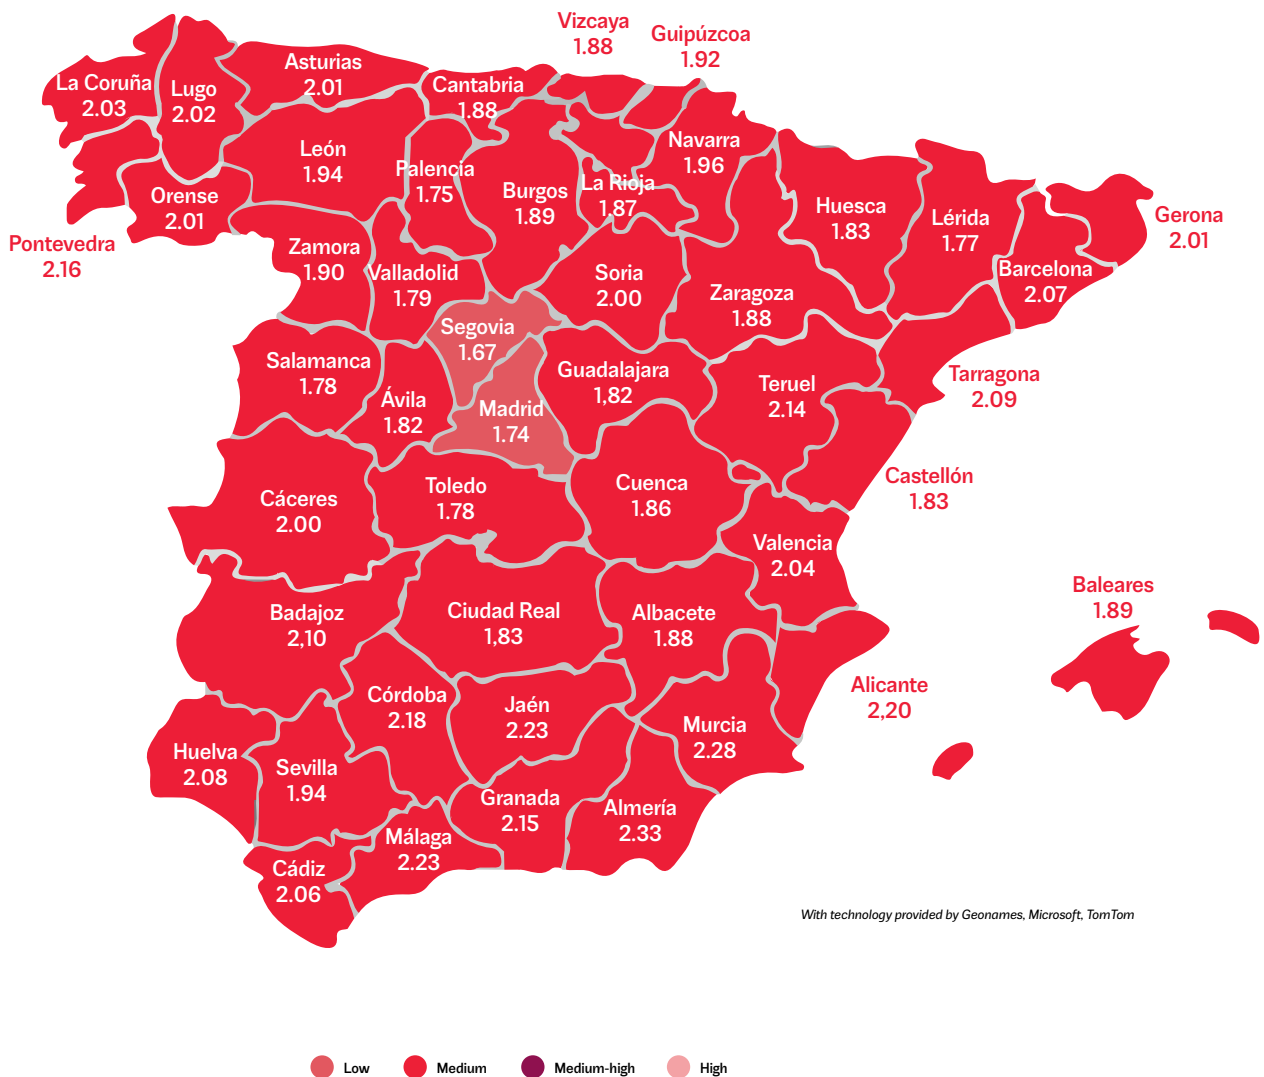 Vizcaya
1.88
Guipúzcoa
1.92
La Coruña
2.03
Lugo
2.02
Asturias
2.01
Cantabria
1.88
León
1.94
Palencia
1.75
Burgos
1.89
La Rioja
1.87
Navarra
1.96
Huesca
1.83
Lérida
1.77
Gerona
2.01
Barcelona
2.07
Orense
2.01
Pontevedra
2.16
Zamora
1.90
Valladolid
1.79
Soria
2.00
Zaragoza
1.88
Segovia
1.67
Salamanca
1.78
Ávila
1.82
Madrid
1.74
Guadalajara
1,82
Teruel
2.14
Tarragona
2.09
Castellón
1.83
Cáceres
2.00
Toledo
1.78
Cuenca
1.86
Valencia
2.04
Baleares
1.89
Badajoz
2,10
Ciudad Real
1,83
Albacete
1.88
Alicante
2,20
Córdoba
2.18
Jaén
2.23
Murcia
2.28
Huelva
2.08
Sevilla
1.94
Granada
2.15
Almería
2.33
Málaga
2.23
Cádiz
2.06
With technology provided by Geonames, Microsoft, TomTom
Low Medium Medium-high High